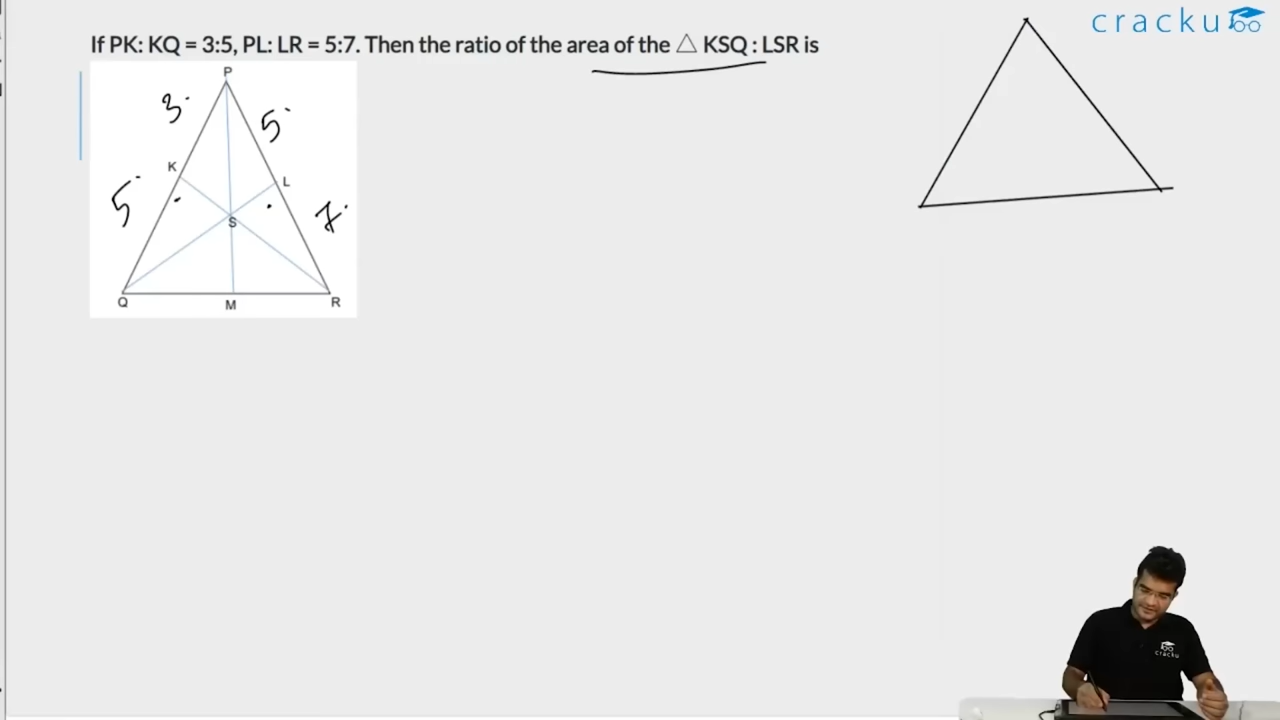 cracku
If PK: KQ = 3:5, PL: LR = 5:7. Then the ratio of the area of the △ KSQ : LSR is
P
3
5
K
L
5
7
S
Q
M
R
cracku